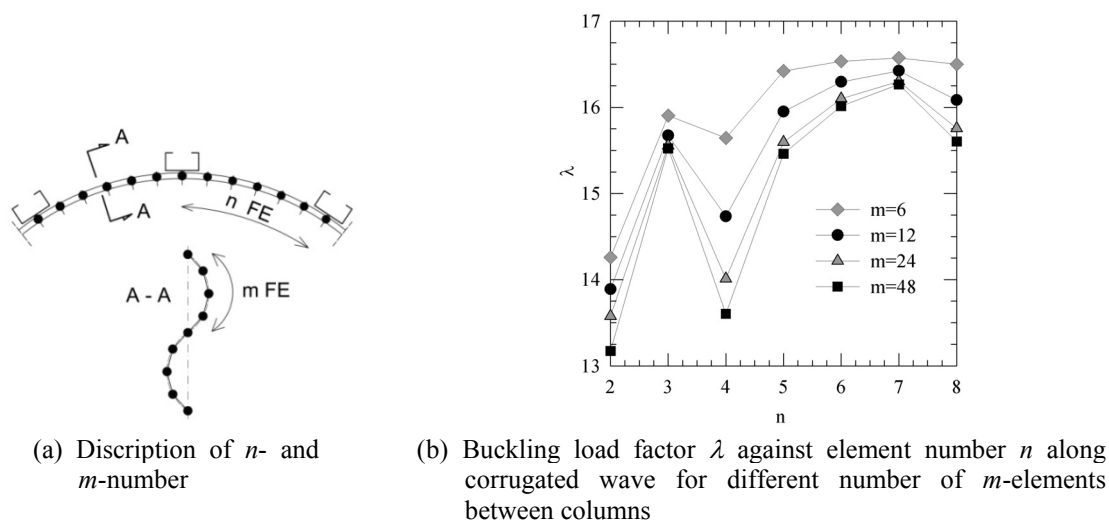 A
A
n FE
A - A
m FE
17
16
15
14
13
λ
2 3 4 5 6 7 8
n
m=6
m=12
m=24
m=48
(a) Discription of n- and
m-number
(b) Buckling load factor λ against element number n along
corrugated wave for different number of m-elements
between columns